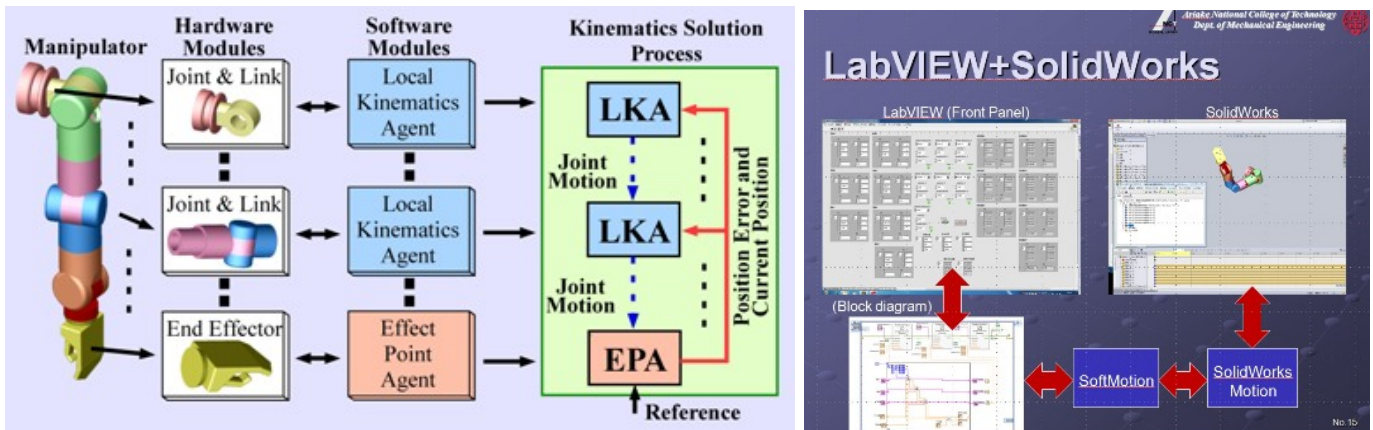 Manipulator
Hardware
Modules
Software
Modules
Kinematics Solution
Process
Joint & Link
Local
Kinematics
Agent
LKA
Joint
Motion
Joint & Link
Local
Kinematics
Agent
LKA
Joint
Motion
Position Error and
Current Position
End Effector
Effect
Point
Agent
EPA
Reference
Ariake National College of Technology
Dept. of Mechanical Engineering
LabVIEW+SolidWorks
LabVIEW (Front Panel)
SolidWorks
(Block diagram)
SoftMotion
SolidWorks
Motion
No.15